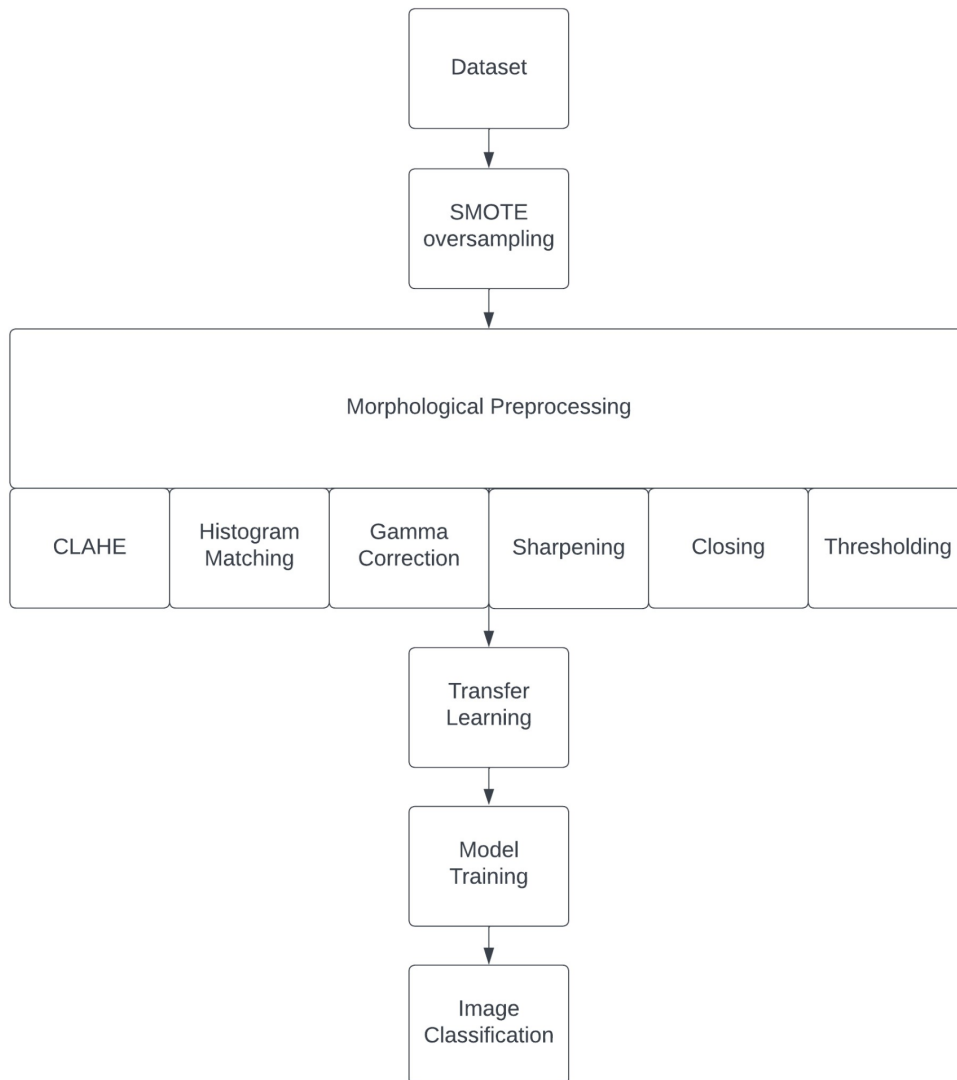 Dataset
SMOTE
oversampling
Morphological Preprocessing
CLAHE
Histogram
Matching
Gamma
Correction
Sharpening
Closing
Thresholding
Transfer
Learning
Model
Training
Image
Classification